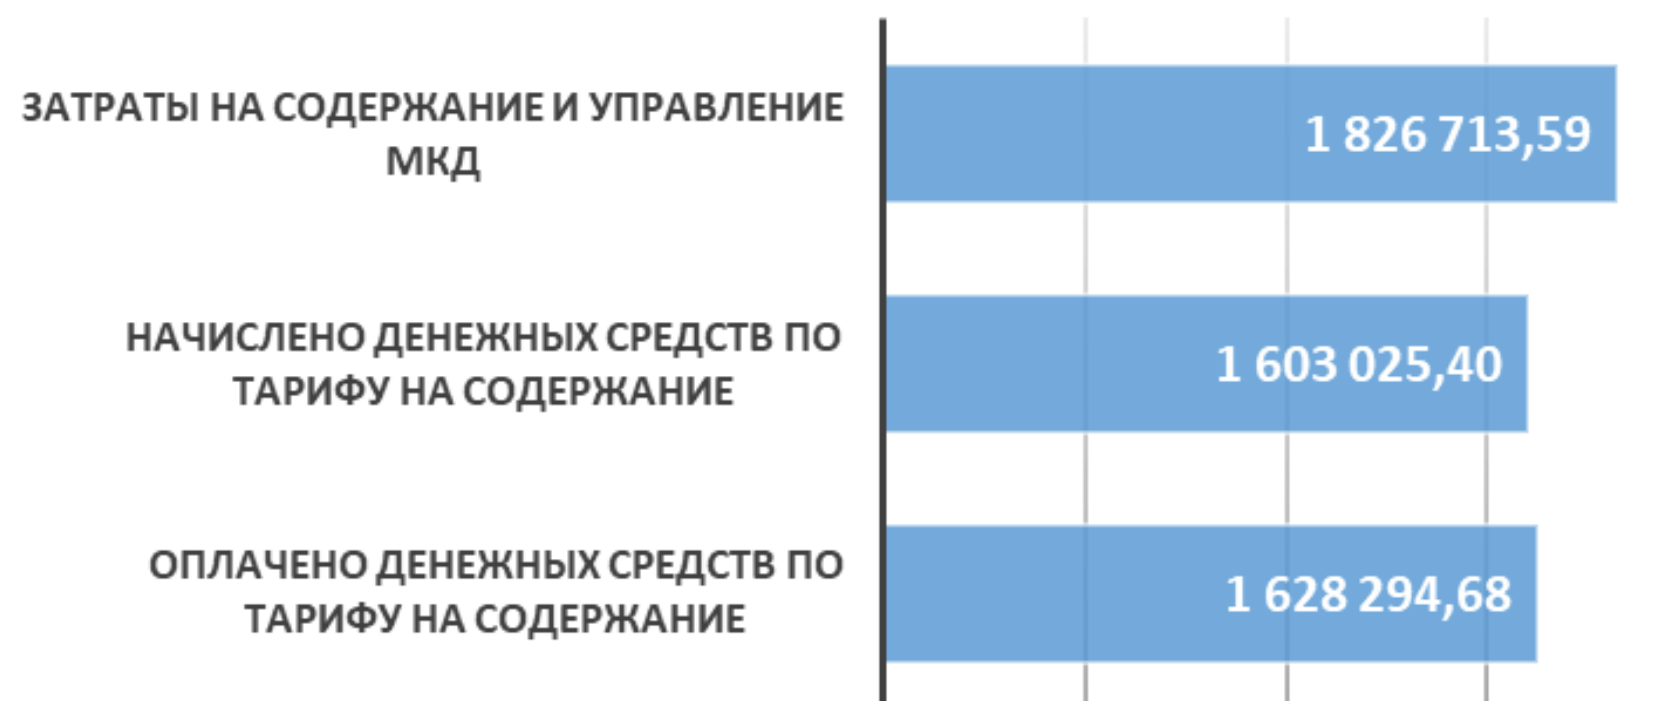 ЗАТРАТЫ НА СОДЕРЖАНИЕ И УПРАВЛЕНИЕ
МКД
1 826 713,59
НАЧИСЛЕНО ДЕНЕЖНЫХ СРЕДСТВ ПО
ТАРИФУ НА СОДЕРЖАНИЕ
1 603 025,40
ОПЛАЧЕНО ДЕНЕЖНЫХ СРЕДСТВ ПО
ТАРИФУ НА СОДЕРЖАНИЕ
1 628 294,68